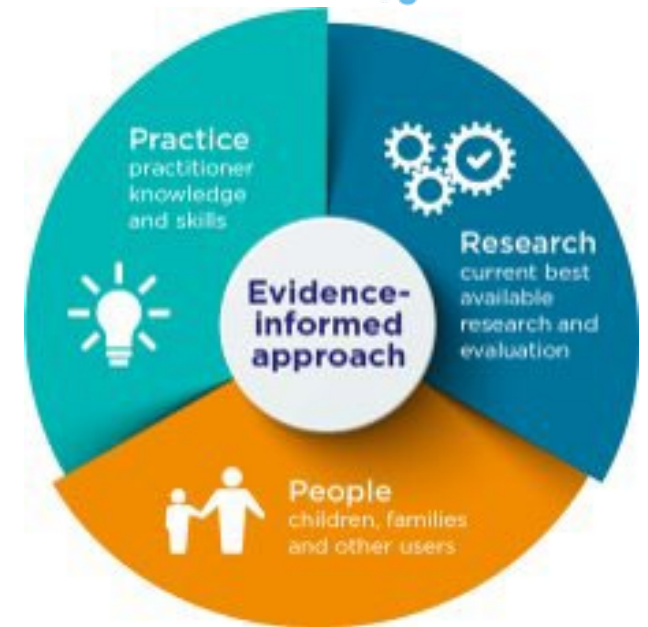 Practice
practitioner
knowledge
and skills
Research
current best
available
research and
evaluation
Evidence-
informed
approach
People
children, families
and other users